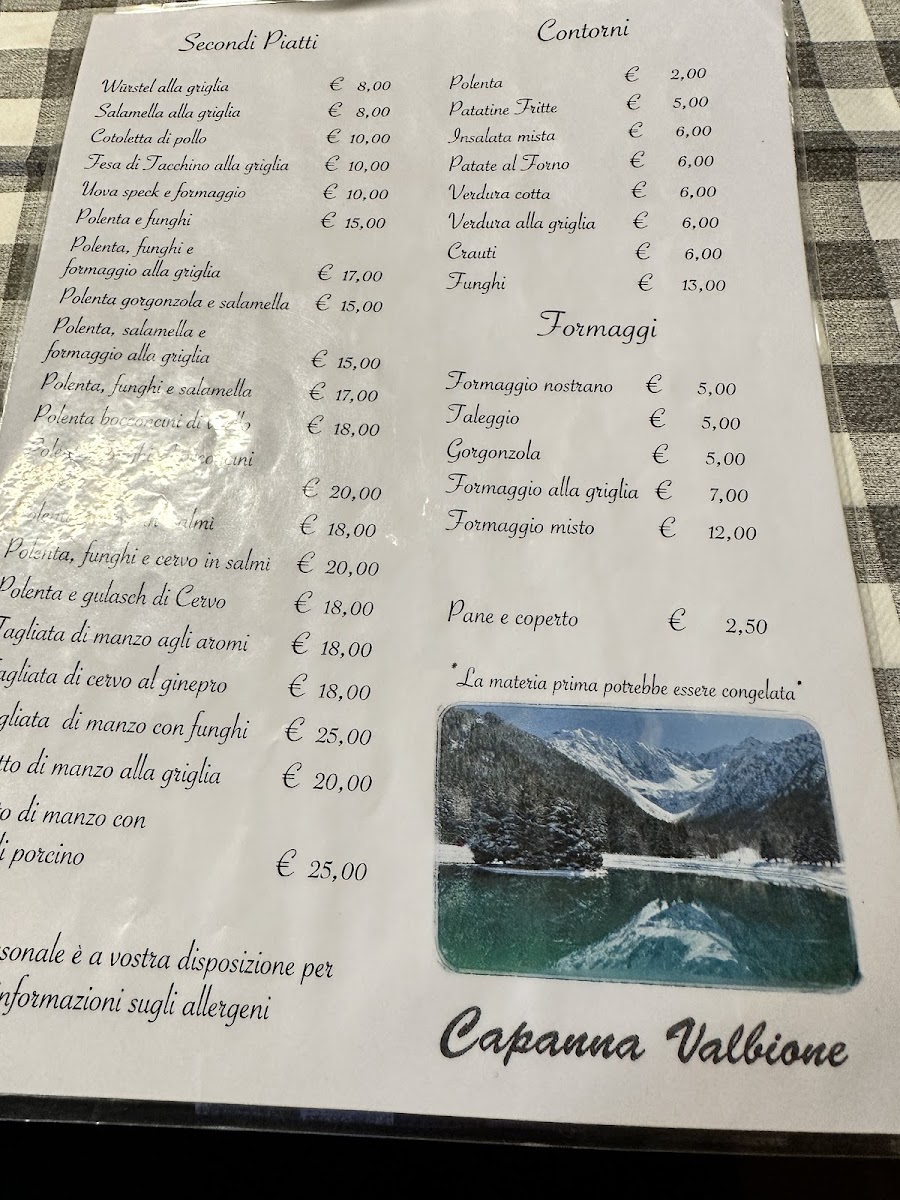 Secondi Piatti
Würstel alla griglia € 8,00
Salamella alla griglia € 8,00
Cotoletta di pollo € 10,00
Fesa di Tacchino alla griglia € 10,00
Uova speck e formaggio € 10,00
Polenta e funghi € 15,00
Polenta, funghi e
formaggio alla griglia € 17,00
Polenta gorgonzola e salamella € 15,00
Polenta, salamella e
formaggio alla griglia € 15,00
Polenta, funghi e salamella € 17,00
Polenta bocconcini di € 18,00
€ 20,00
salmì € 18,00
Polenta, funghi e cervo in salmi € 20,00
Polenta e gulasch di Cervo € 18,00
Tagliata di manzo agli aromi € 18,00
agliata di cervo al ginepro € 18,00
gliata di manzo con funghi € 25,00
tto di manzo alla griglia € 20,00
o di manzo con
i porcino € 25,00
sonale è a vostra disposizione per
informazioni sugli allergeni
Contorni
Polenta € 2,00
Patatine Fritte € 5,00
Insalata mista € 6,00
Patate al Forno € 6,00
Verdura cotta € 6,00
Verdura alla griglia € 6,00
Crauti € 6,00
Funghi € 13,00
Formaggi
Formaggio nostrano € 5,00
Taleggio € 5,00
Gorgonzola € 5,00
Formaggio alla griglia € 7,00
Formaggio misto € 12,00
Pane e coperto € 2,50
*La materia prima potrebbe essere congelata*
Capanna Valbione